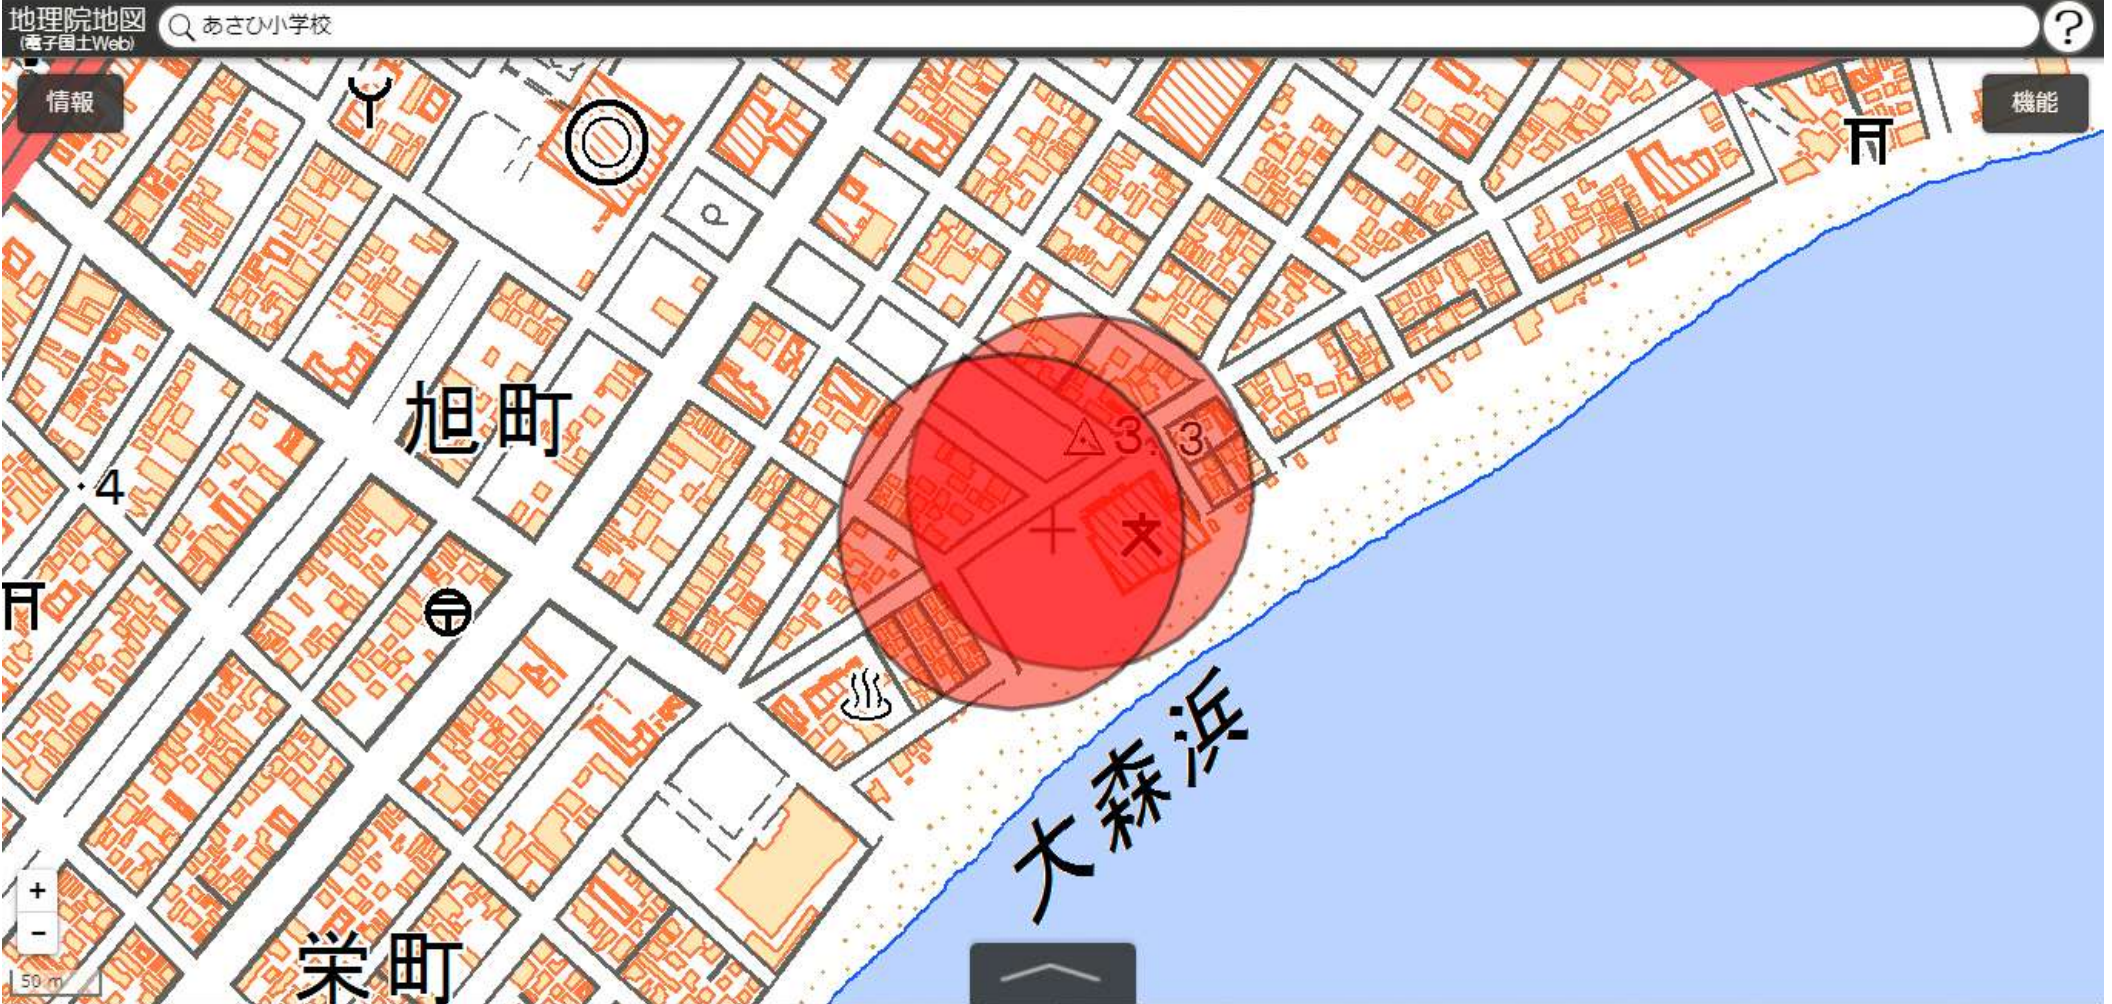 地理院地図
(電子国土Web)
あさひ小学校
?
情報
機能
P
旭町
3.3
文
4
大森浜
栄町
+
−
50 m